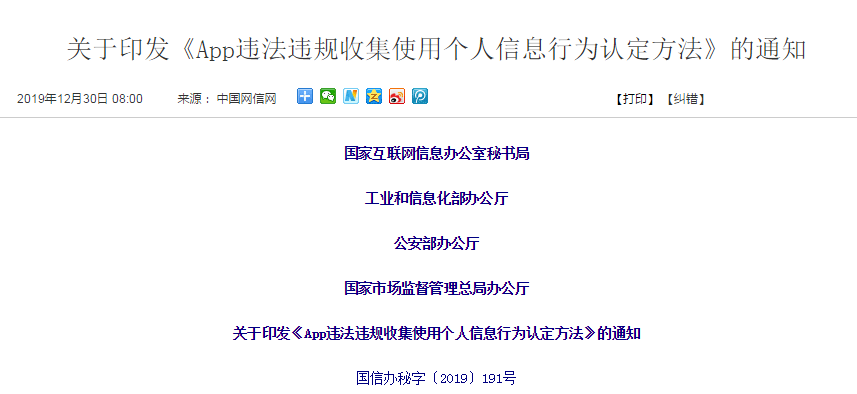 关于印发《App违法违规收集使用个人信息行为认定方法》的通知
2019年12月30日 08:00 来源： 中国网信网 【打印】【纠错】
国家互联网信息办公室秘书局
工业和信息化部办公厅
公安部办公厅
国家市场监督管理总局办公厅
关于印发《App违法违规收集使用个人信息行为认定方法》的通知
国信办秘字〔2019〕191号